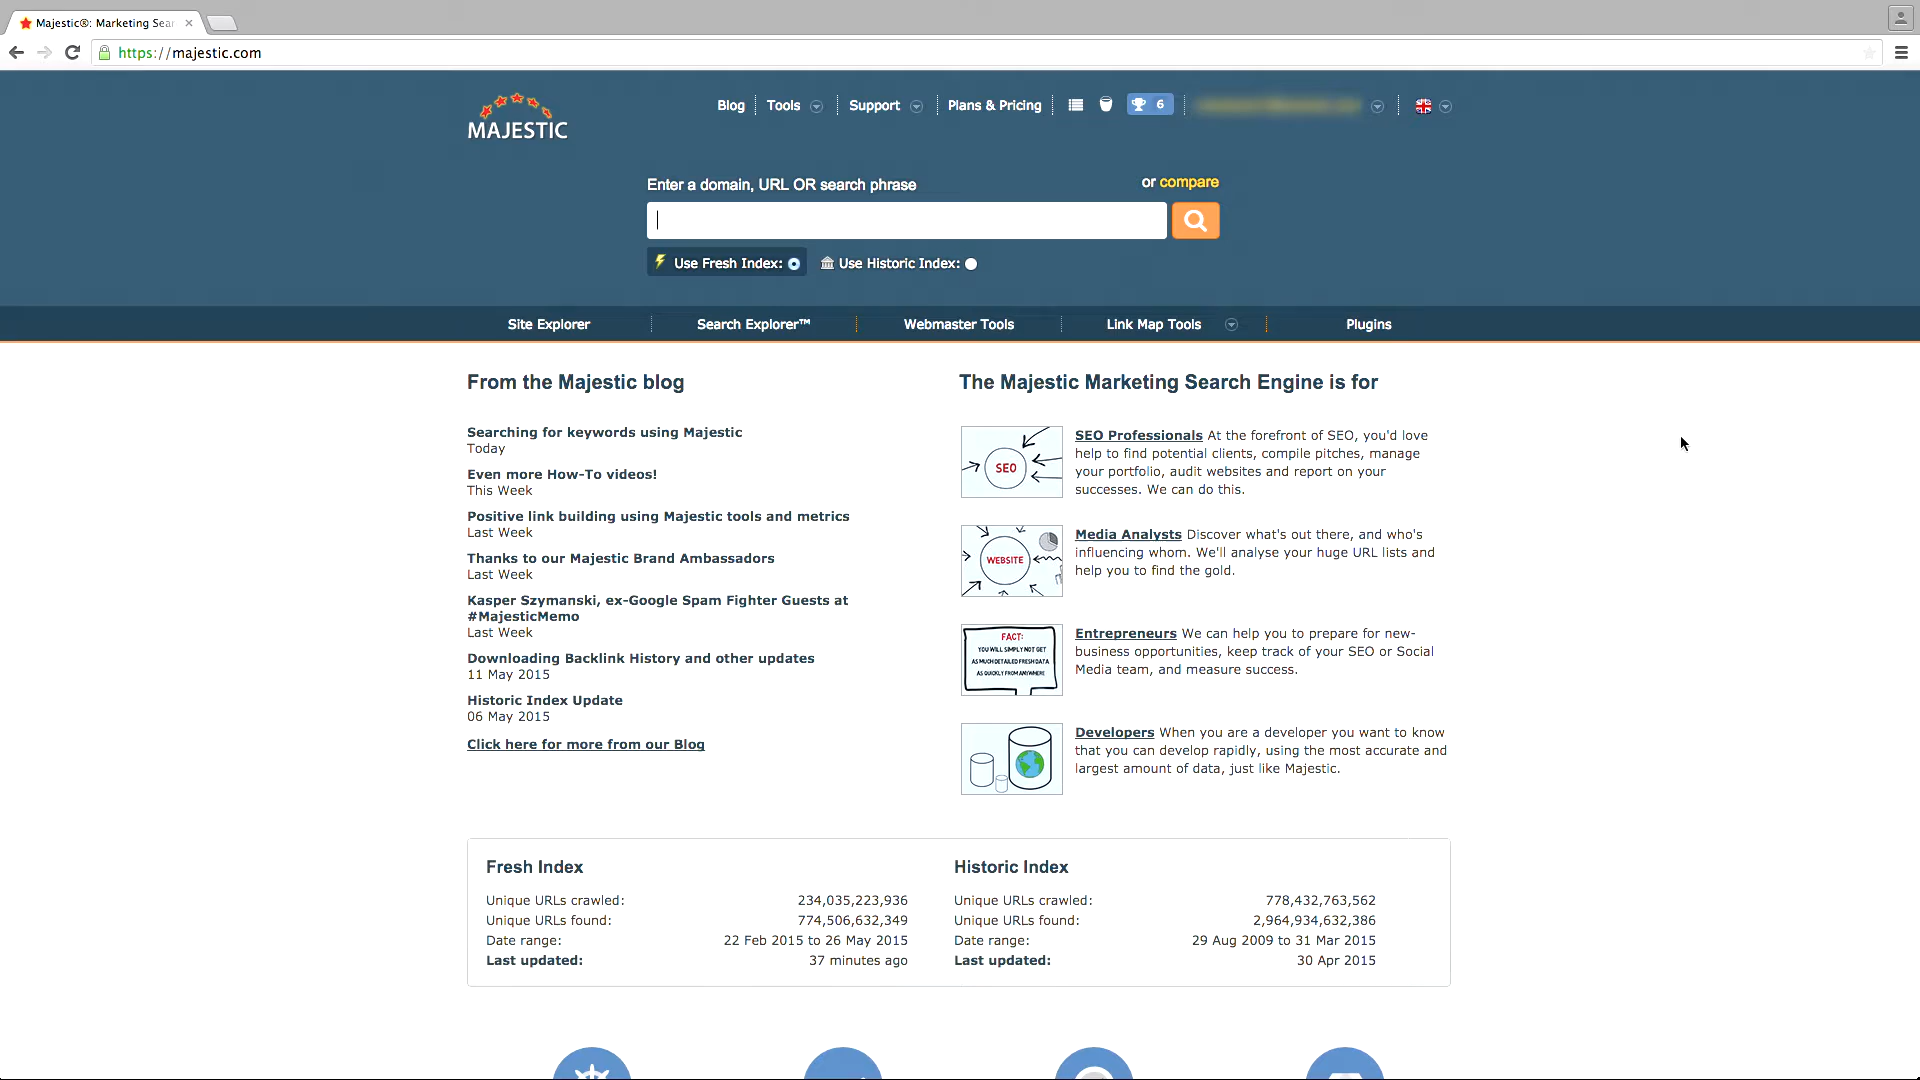 Majestic®: Marketing Sear
https://majestic.com
MAJESTIC
Blog
Tools
Support
Plans & Pricing
6
Enter a domain, URL OR search phrase
or compare
Use Fresh Index:
Use Historic Index:
Site Explorer
Search Explorer™
Webmaster Tools
Link Map Tools
Plugins
From the Majestic blog
Searching for keywords using Majestic
Today
Even more How-To videos!
This Week
Positive link building using Majestic tools and metrics
Last Week
Thanks to our Majestic Brand Ambassadors
Last Week
Kasper Szymanski, ex-Google Spam Fighter Guests at
#MajesticMemo
Last Week
Downloading Backlink History and other updates
11 May 2015
Historic Index Update
06 May 2015
Click here for more from our Blog
The Majestic Marketing Search Engine is for
SEO
SEO Professionals At the forefront of SEO, you'd love
help to find potential clients, compile pitches, manage
your portfolio, audit websites and report on your
successes. We can do this.
WEBSITE
Media Analysts Discover what's out there, and who's
influencing whom. We'll analyse your huge URL lists and
help you to find the gold.
FACT:
YOU WILL SIMPLY NOT GET
AS MUCH DETAILED FRESH DATA
AS QUICKLY FROM ANYWHERE
Entrepreneurs We can help you to prepare for new-
business opportunities, keep track of your SEO or Social
Media team, and measure success.
Developers When you are a developer you want to know
that you can develop rapidly, using the most accurate and
largest amount of data, just like Majestic.
Fresh Index
Unique URLs crawled: 234,035,223,936
Unique URLs found: 774,506,632,349
Date range: 22 Feb 2015 to 26 May 2015
Last updated: 37 minutes ago
Historic Index
Unique URLs crawled: 778,432,763,562
Unique URLs found: 2,964,934,632,386
Date range: 29 Aug 2009 to 31 Mar 2015
Last updated: 30 Apr 2015